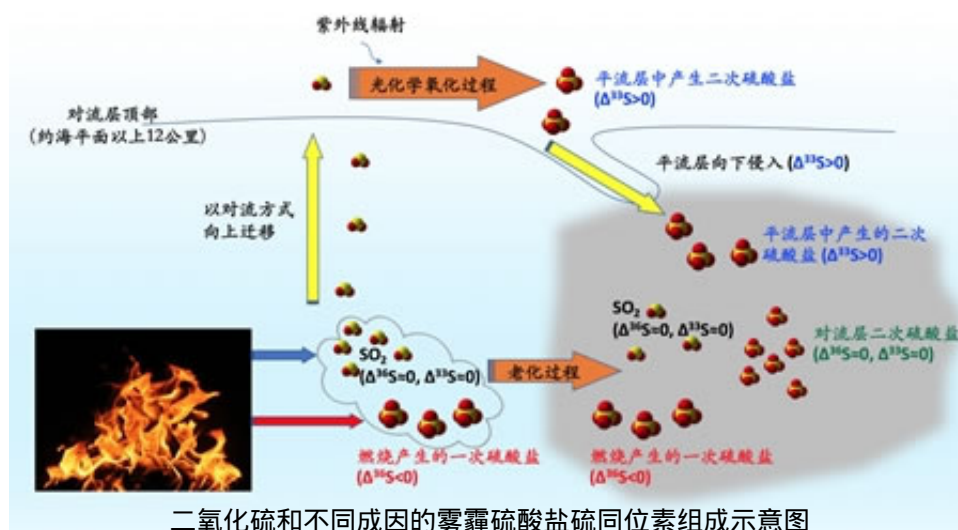 紫外线辐射
光化学氧化过程
平流层中产生二次硫酸盐
(Δ³³S>0)
对流层顶部
(约海平面以上12公里)
平流层向下侵入 (Δ³³S>0)
以对流方式
向上迁移
平流层中产生的二次
硫酸盐 (Δ³³S>0)
SO₂
(Δ³⁶S=0, Δ³³S=0)
对流层二次硫酸盐
(Δ³⁶S=0, Δ³³S=0)
SO₂
(Δ³⁶S=0, Δ³³S=0)
老化过程
燃烧产生的一次硫酸盐
(Δ³⁶S<0)
燃烧产生的一次硫酸盐
(Δ³⁶S<0)
二氧化硫和不同成因的雾霾硫酸盐硫同位素组成示意图